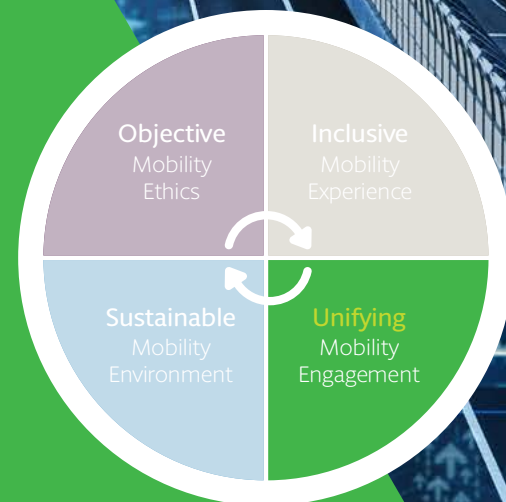 Objective
Mobility
Ethics
Inclusive
Mobility
Experience
Sustainable
Mobility
Environment
Unifying
Mobility
Engagement